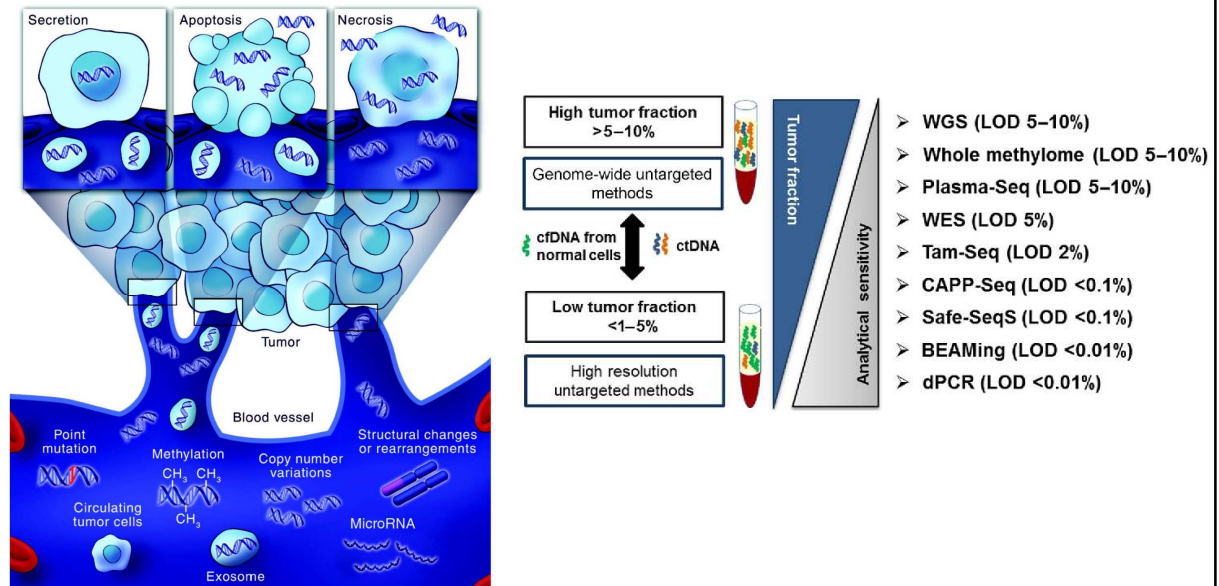 Secretion
Apoptosis
Necrosis
Tumor
Blood vessel
Point
mutation
Methylation
CH3 CH3
CH3
Copy number
variations
Structural changes
or rearrangements
Circulating
tumor cells
Exosome
MicroRNA
High tumor fraction
>5–10%
Genome-wide untargeted
methods
cfDNA from
normal cells
ctDNA
Low tumor fraction
<1–5%
High resolution
untargeted methods
Tumor fraction
Analytical sensitivity
➢ WGS (LOD 5–10%)
➢ Whole methylome (LOD 5–10%)
➢ Plasma-Seq (LOD 5–10%)
➢ WES (LOD 5%)
➢ Tam-Seq (LOD 2%)
➢ CAPP-Seq (LOD <0.1%)
➢ Safe-SeqS (LOD <0.1%)
➢ BEAMing (LOD <0.01%)
➢ dPCR (LOD <0.01%)